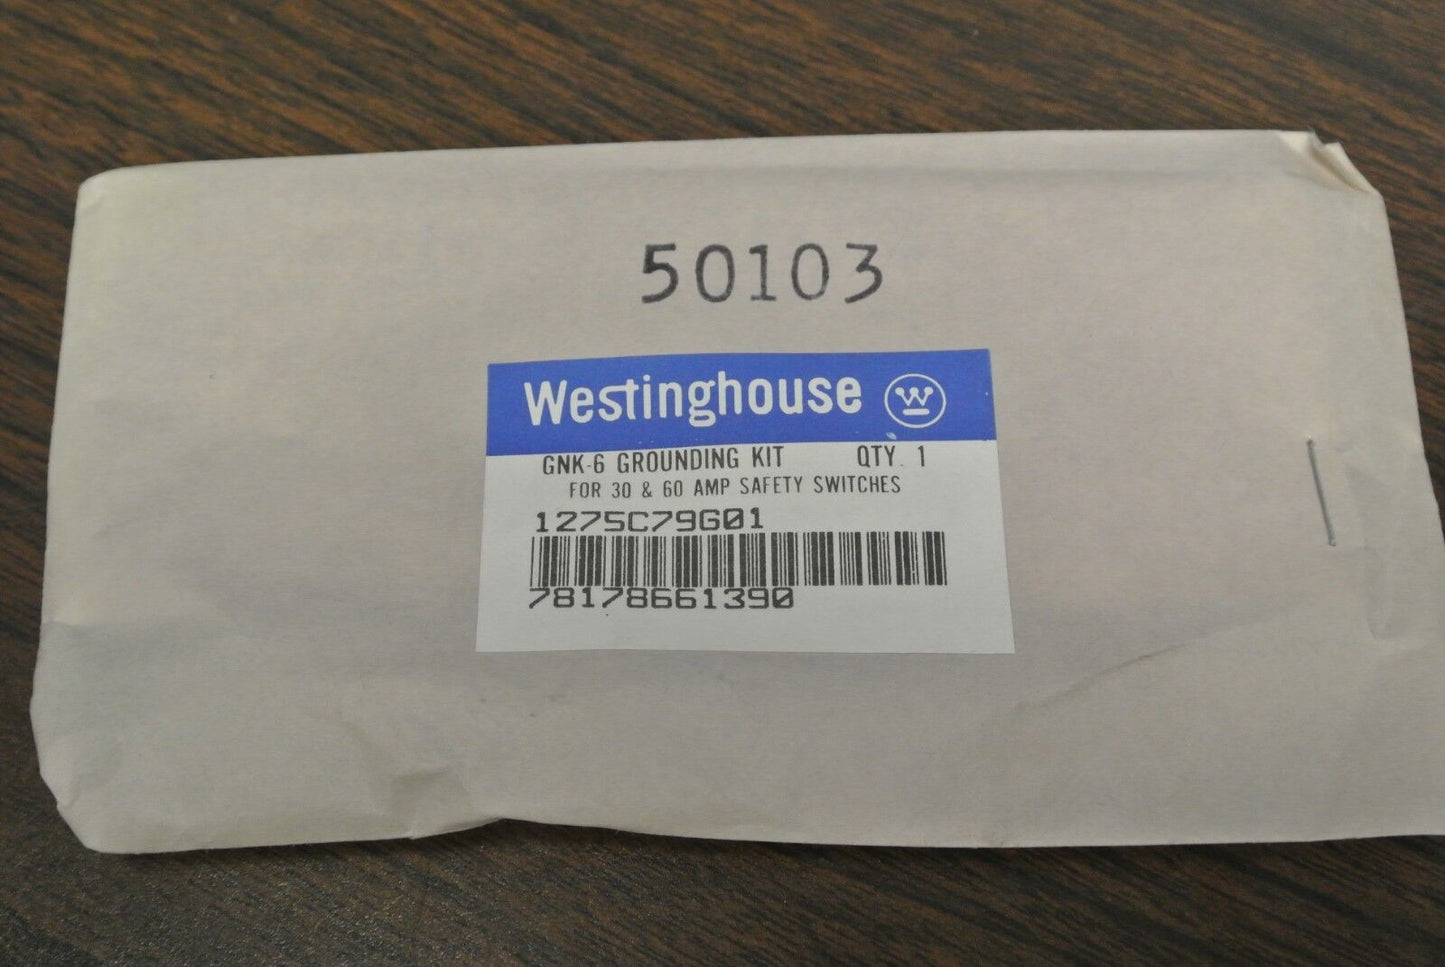 50103
Westinghouse W
GNK-6 GROUNDING KIT QTY. 1
FOR 30 & 60 AMP SAFETY SWITCHES
1275C79G01
78178661390